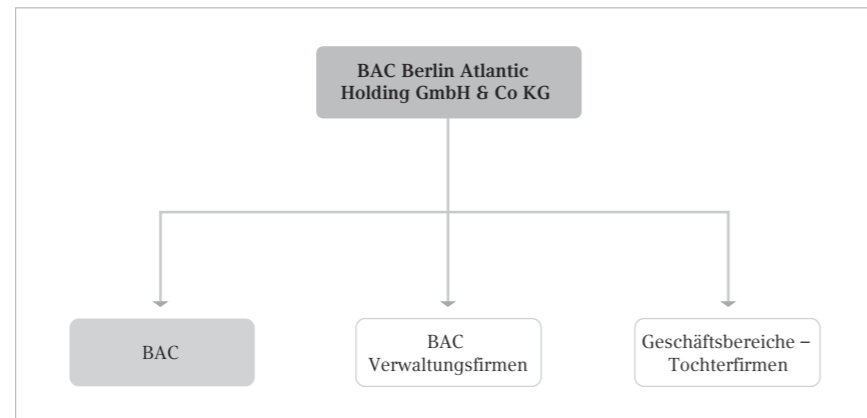 BAC Berlin Atlantic
Holding GmbH & Co KG
BAC
BAC
Verwaltungsfirmen
Geschäftsbereiche –
Tochterfirmen